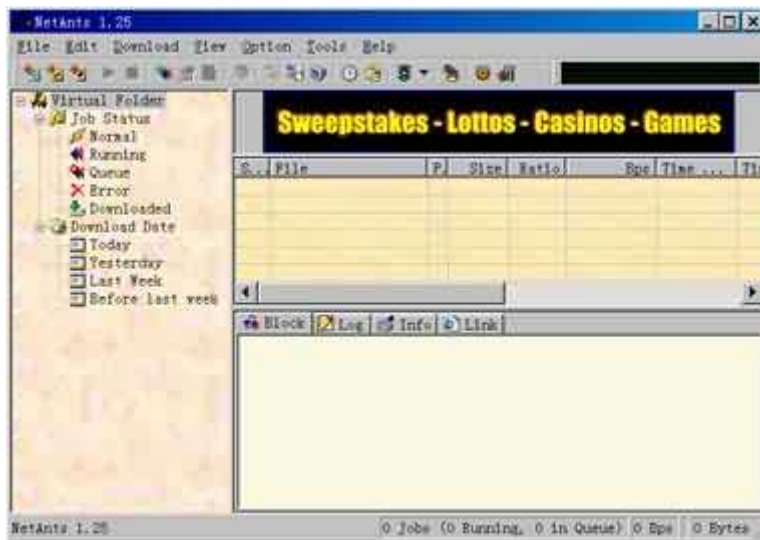 NetAnts 1.25
File Edit Download View Option Tools Help
Virtual Folder
Job Status
Normal
Running
Queue
Error
Downloaded
Download Date
Today
Yesterday
Last Week
Before last week
Sweepstakes - Lottos - Casinos - Games
S... File P. Size Ratio Bps Time ... Ti
Block Log Info Link
NetAnts 1.25 0 Jobs (0 Running, 0 in Queue) 0 Bps 0 Bytes